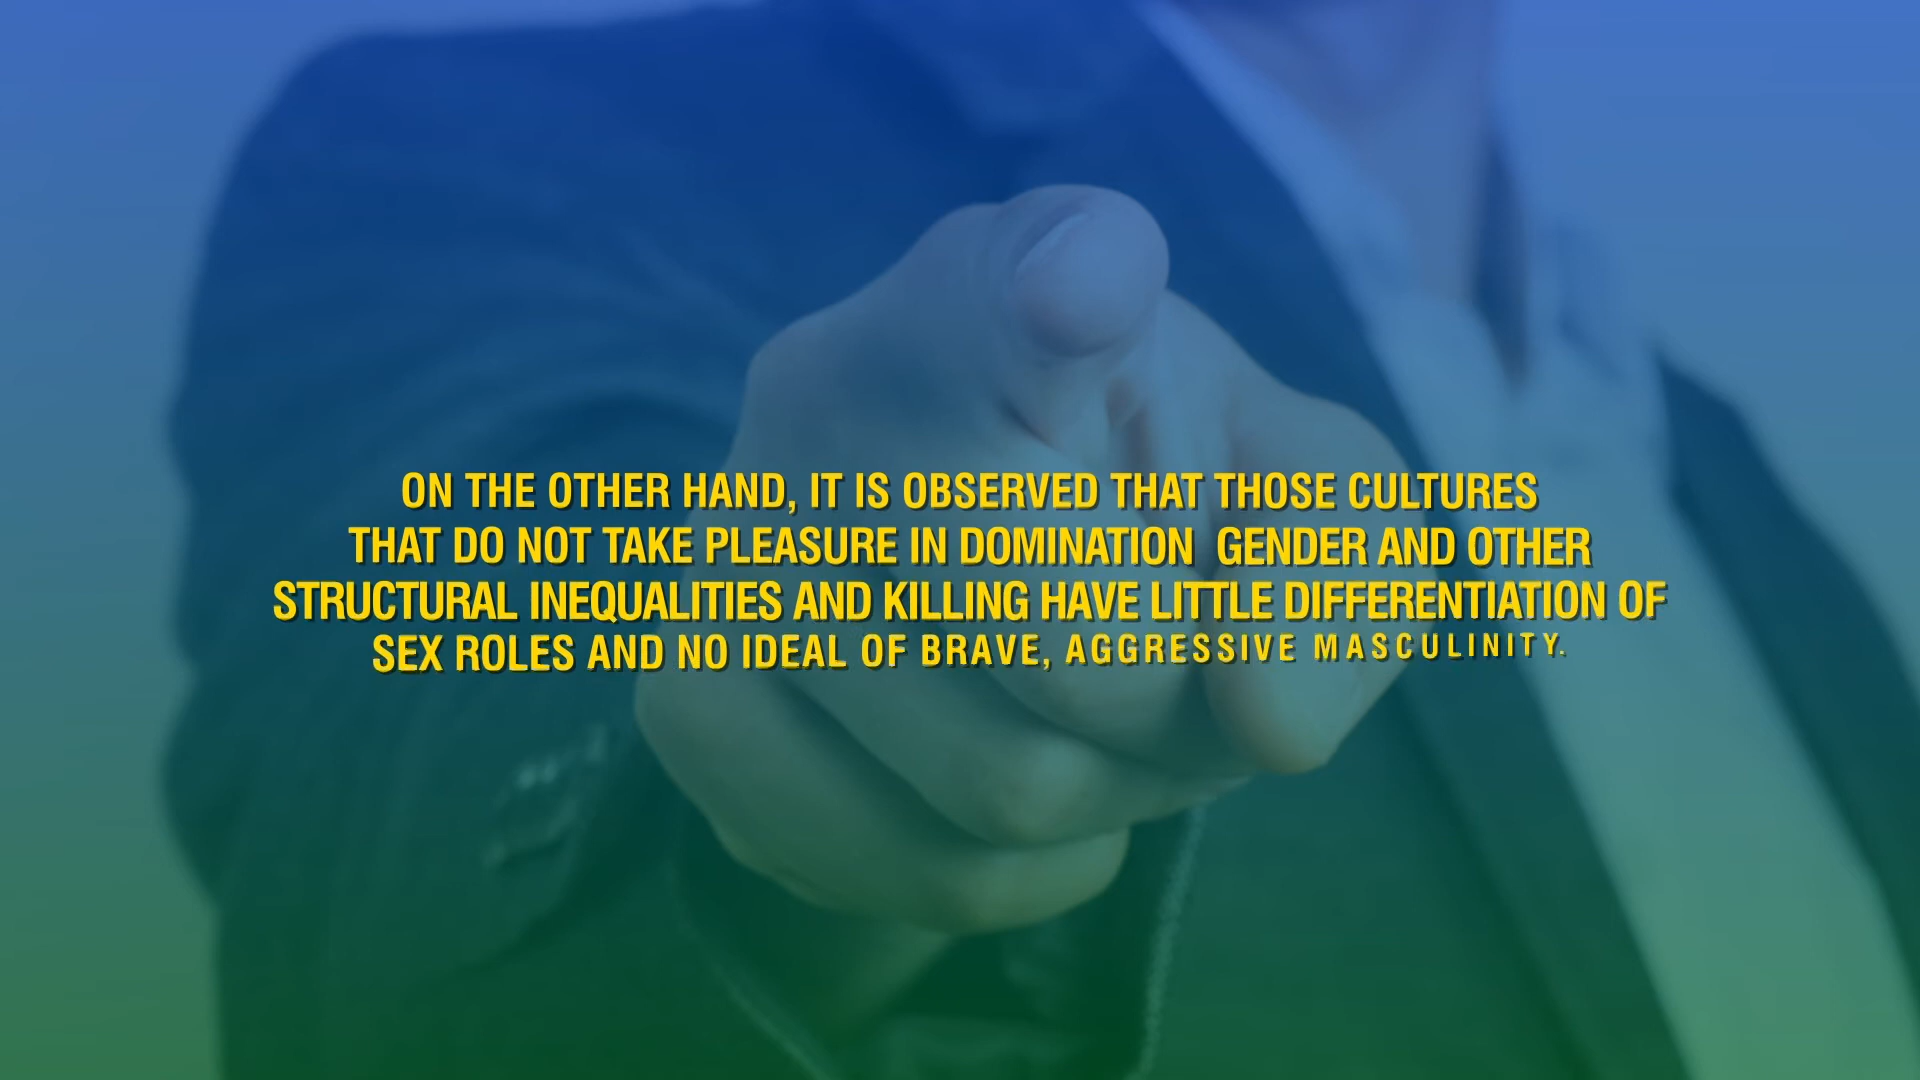 ON THE OTHER HAND, IT IS OBSERVED THAT THOSE CULTURES
THAT DO NOT TAKE PLEASURE IN DOMINATION GENDER AND OTHER
STRUCTURAL INEQUALITIES AND KILLING HAVE LITTLE DIFFERENTIATION OF
SEX ROLES AND NO IDEAL OF BRAVE, AGGRESSIVE MASCULINITY.